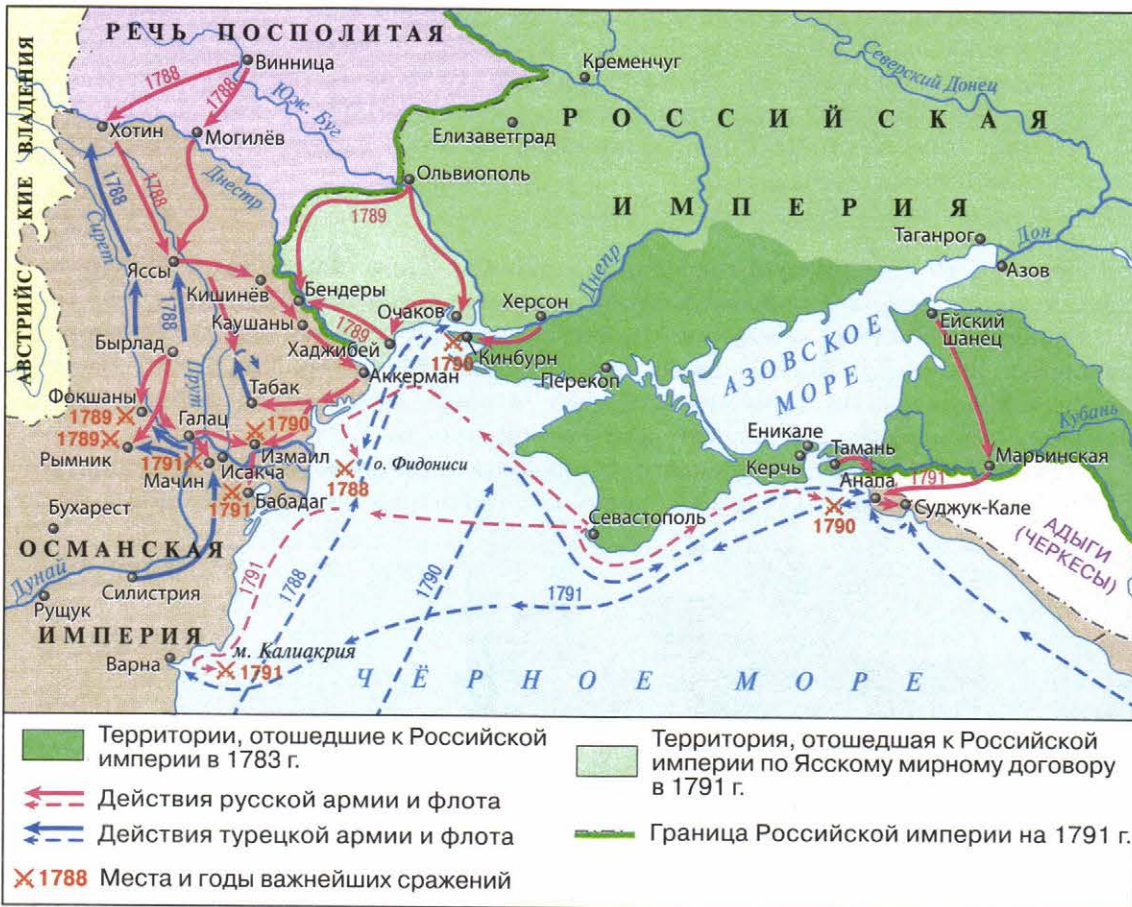 РЕЧЬ ПОСПОЛИТАЯ
АВСТРИЙСКИЕ ВЛАДЕНИЯ
Винница
1788
1788
Юж. Буг
Кременчуг
Северский Донец
Хотин
Могилёв
Елизаветград
РОССИЙСКАЯ
Ольвиополь
ИМПЕРИЯ
1788
1788
Днестр
1789
Сирет
Таганрог
Дон
Азов
Днепр
Яссы
Кишинёв
Бендеры
Очаков
Херсон
1788
Каушаны
1789
Хаджибей
Кинбурн
1790
Ейский
шанец
Бырлад
Прут
Аккерман
Перекоп
АЗОВСКОЕ
МОРЕ
Табак
Фокшаны
1789
Галац
1790
Кубань
1789
Измаил
Еникале
Тамань
Рымник
1791
Мачин
Исакча
о. Фидониси
1788
Керчь
Марьинская
1791
Анапа
1791
Бабадаг
Бухарест
Севастополь
1790
Суджук-Кале
АДЫГИ
(ЧЕРКЕСЫ)
ОСМАНСКАЯ
Дунай
Силистрия
1791
1788
1790
1791
Рущук
ИМПЕРИЯ
Варна
м. Калиакрия
1791
ЧЁРНОЕ МОРЕ
Территории, отошедшие к Российской
империи в 1783 г.
Действия русской армии и флота
Действия турецкой армии и флота
1788 Места и годы важнейших сражений
Территория, отошедшая к Российской
империи по Ясскому мирному договору
в 1791 г.
Граница Российской империи на 1791 г.